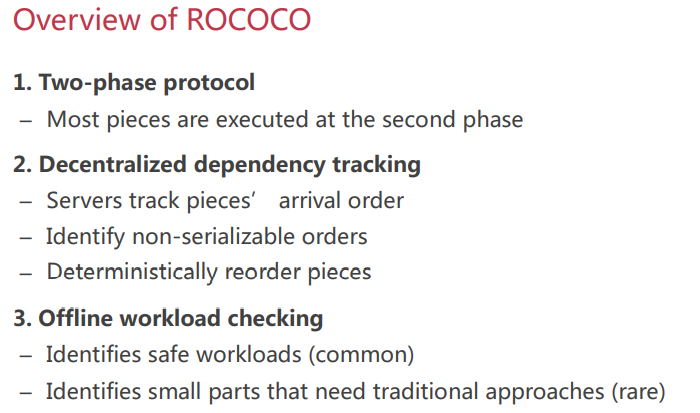 Overview of ROCOCO
1. Two-phase protocol
– Most pieces are executed at the second phase
2. Decentralized dependency tracking
– Servers track pieces’ arrival order
– Identify non-serializable orders
– Deterministically reorder pieces
3. Offline workload checking
– Identifies safe workloads (common)
– Identifies small parts that need traditional approaches (rare)